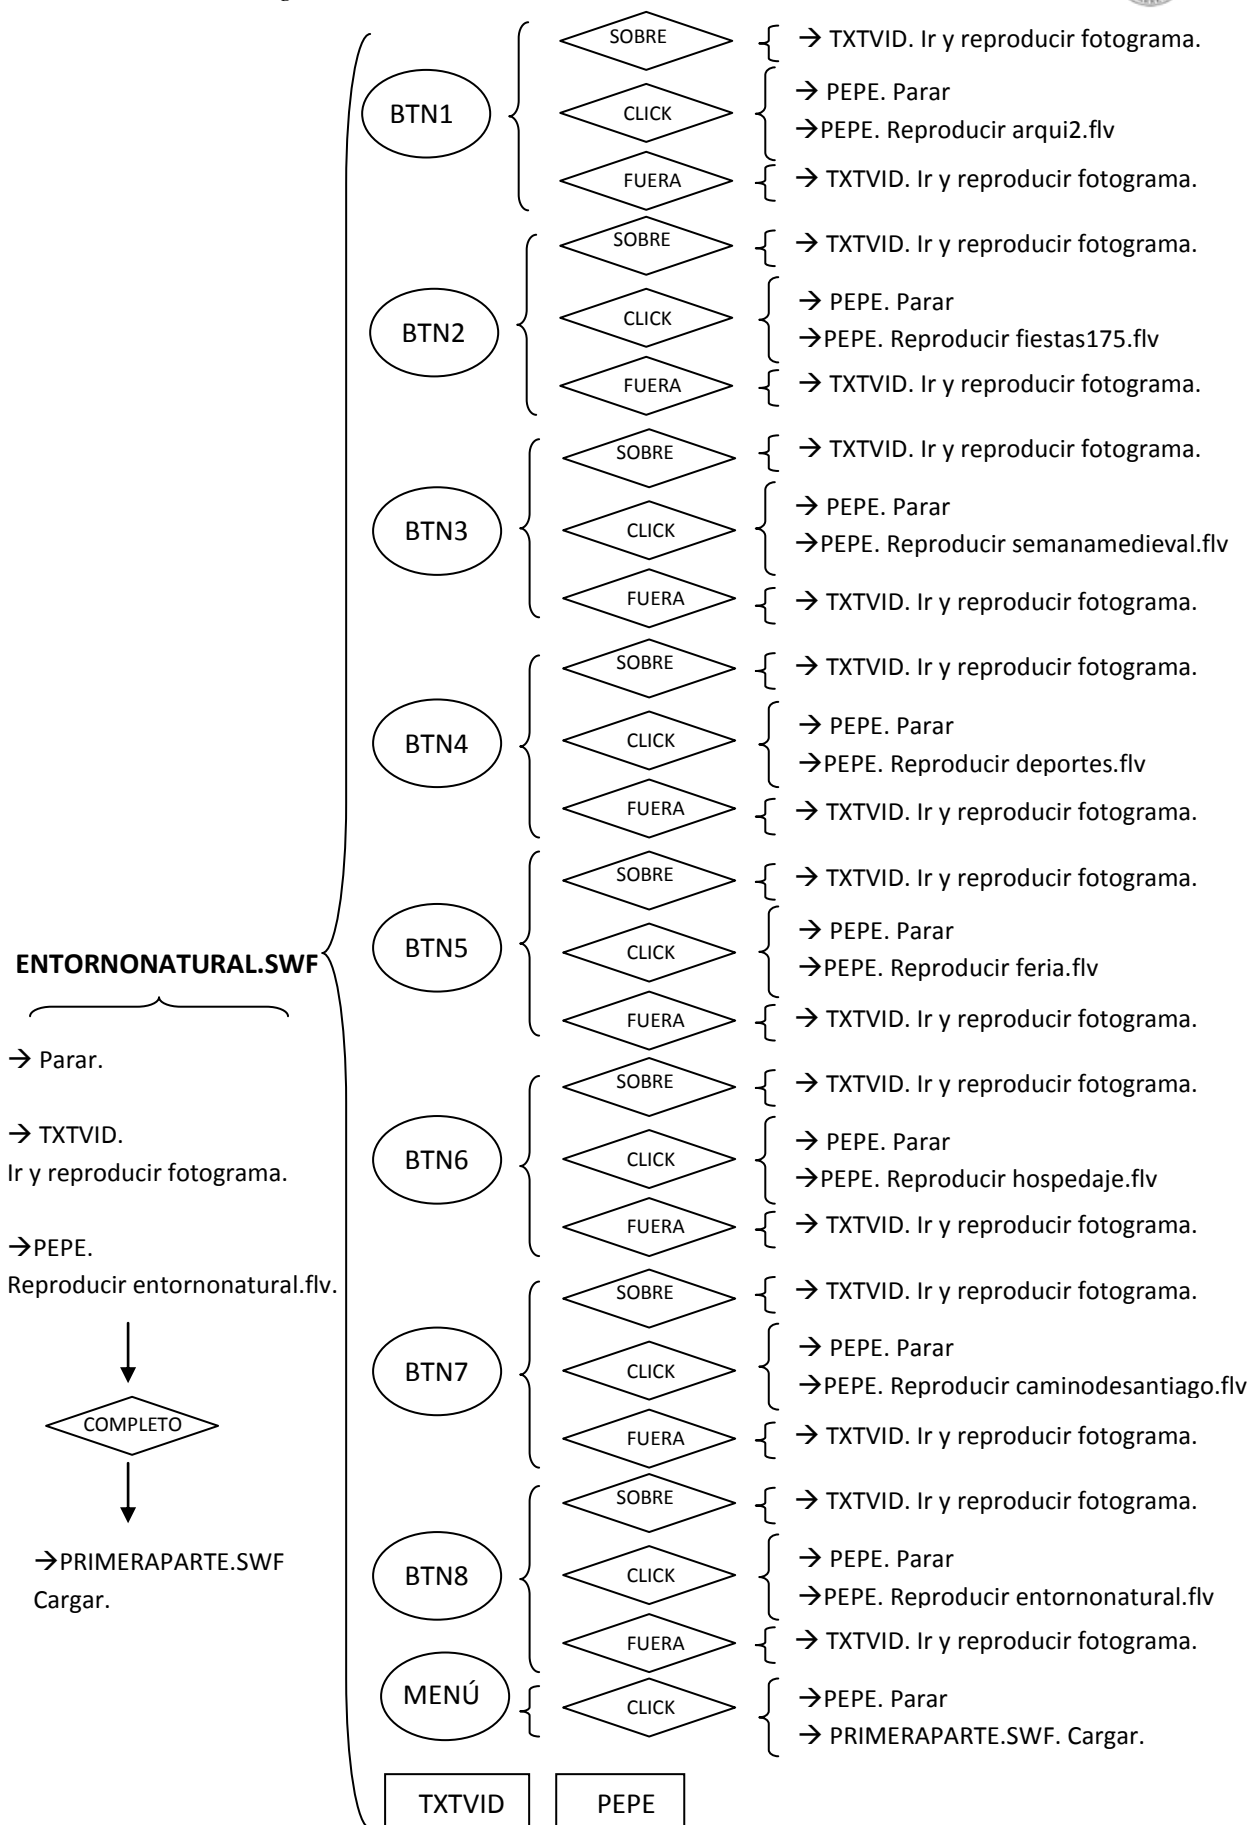 SOBRE
→ TXTVID. Ir y reproducir fotograma.
BTN1
CLICK
→ PEPE. Parar
→PEPE. Reproducir arqui2.flv
FUERA
→ TXTVID. Ir y reproducir fotograma.
SOBRE
→ TXTVID. Ir y reproducir fotograma.
BTN2
CLICK
→ PEPE. Parar
→PEPE. Reproducir fiestas175.flv
FUERA
→ TXTVID. Ir y reproducir fotograma.
SOBRE
→ TXTVID. Ir y reproducir fotograma.
BTN3
CLICK
→ PEPE. Parar
→PEPE. Reproducir semanamedieval.flv
FUERA
→ TXTVID. Ir y reproducir fotograma.
SOBRE
→ TXTVID. Ir y reproducir fotograma.
BTN4
CLICK
→ PEPE. Parar
→PEPE. Reproducir deportes.flv
FUERA
→ TXTVID. Ir y reproducir fotograma.
SOBRE
→ TXTVID. Ir y reproducir fotograma.
BTN5
CLICK
→ PEPE. Parar
→PEPE. Reproducir feria.flv
FUERA
→ TXTVID. Ir y reproducir fotograma.
ENTORNONATURAL.SWF
→ Parar.
→ TXTVID.
Ir y reproducir fotograma.
→PEPE.
Reproducir entornonatural.flv.
COMPLETO
→PRIMERAPARTE.SWF
Cargar.
SOBRE
→ TXTVID. Ir y reproducir fotograma.
BTN6
CLICK
→ PEPE. Parar
→PEPE. Reproducir hospedaje.flv
FUERA
→ TXTVID. Ir y reproducir fotograma.
SOBRE
→ TXTVID. Ir y reproducir fotograma.
BTN7
CLICK
→ PEPE. Parar
→PEPE. Reproducir caminodesantiago.flv
FUERA
→ TXTVID. Ir y reproducir fotograma.
SOBRE
→ TXTVID. Ir y reproducir fotograma.
BTN8
CLICK
→ PEPE. Parar
→PEPE. Reproducir entornonatural.flv
FUERA
→ TXTVID. Ir y reproducir fotograma.
MENÚ
CLICK
→PEPE. Parar
→ PRIMERAPARTE.SWF. Cargar.
TXTVID
PEPE